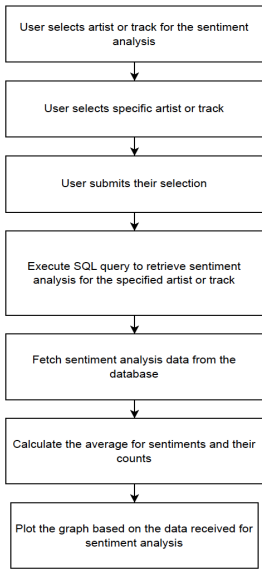 User selects artist or track for the sentiment
analysis
User selects specific artist or track
User submits their selection
Execute SQL query to retrieve sentiment
analysis for the specified artist or track
Fetch sentiment analysis data from the
database
Calculate the average for sentiments and their
counts
Plot the graph based on the data received for
sentiment analysis